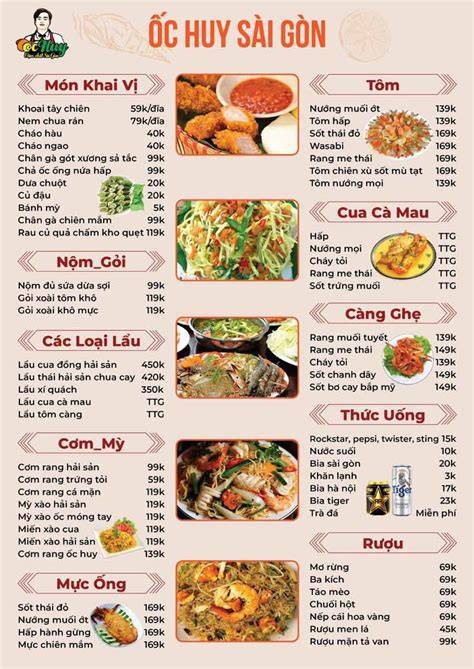 ỐC HUY SÀI GÒN
ốc Huy
Món Khai Vị
Khoai tây chiên 59k/đĩa
Nem chua rán 79k/đĩa
Cháo hàu 40k
Cháo ngao 40k
Chân gà gót xương sả tắc 99k
Chả ốc ống nứa hấp 99k
Dưa chuột 20k
Củ đậu 20k
Bánh mỳ 5k
Chân gà chiên mắm 99k
Rau củ quả chấm kho quẹt 119k
Nộm_Gỏi
Nộm đủ sứa dừa sợi 99k
Gỏi xoài tôm khô 119k
Gỏi xoài khô mực 119k
Các Loại Lẩu
Lẩu cua đồng hải sản 450k
Lẩu thái hải sản chua cay 420k
Lẩu xí quách 350k
Lẩu cua cà mau TTG
Lẩu tôm càng TTG
Cơm_Mỳ
Cơm rang hải sản 99k
Cơm rang trứng tỏi 59k
Cơm rang cá mặn 119k
Mỳ xào hải sản 99k
Mỳ xào ốc móng tay 119k
Miến xào cua 119k
Miến xào hải sản 99k
Cơm rang ốc huy 139k
Mực Ống
Sốt thái đỏ 169k
Nướng muối ớt 169k
Hấp hành gừng 169k
Mực chiên mắm 169k
Tôm
Nướng muối ớt 139k
Tôm hấp 139k
Sốt thái đỏ 169k
Wasabi 169k
Rang me thái 169k
Tôm chiên xù sốt mù tạt 169k
Tôm nướng mọi 139k
Cua Cà Mau
Hấp TTG
Nướng mọi TTG
Cháy tỏi TTG
Rang me thái TTG
Sốt trứng muối TTG
Càng Ghẹ
Rang muối tuyết 139k
Rang me thái 149k
Cháy tỏi 139k
Sốt chanh dây 149k
Sốt bơ cay bắp mỹ 149k
Thức Uống
Rockstar, pepsi, twister, sting 15k
Nước suối 10k
Bia sài gòn 20k
Khăn lạnh 3k
Bia hà nội 17k
Bia tiger 23k
Trà đá Miễn phí
Tiger
Rượu
Mơ rừng 69k
Ba kích 69k
Táo mèo 69k
Chuối hột 69k
Nếp cái hoa vàng 69k
Rượu men lá 45k
Rượu mận tả van 99k